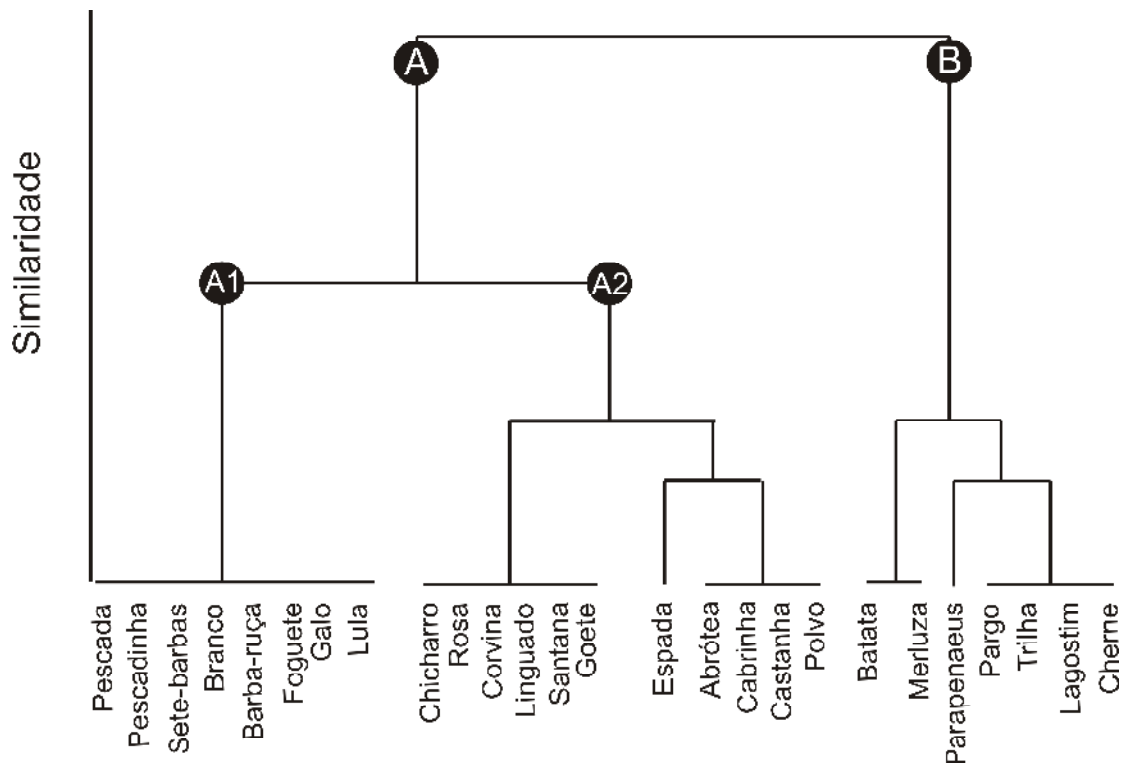 Similaridade
A
B
A1
A2
Pescada
Pescadinha
Sete-barbas
Branco
Barba-ruça
Foguete
Galo
Lula
Chicharro
Rosa
Corvina
Linguado
Santana
Goete
Espada
Abrótea
Cabrinha
Castanha
Polvo
Batata
Merluza
Parapenaeus
Pargo
Trilha
Lagostim
Cherne